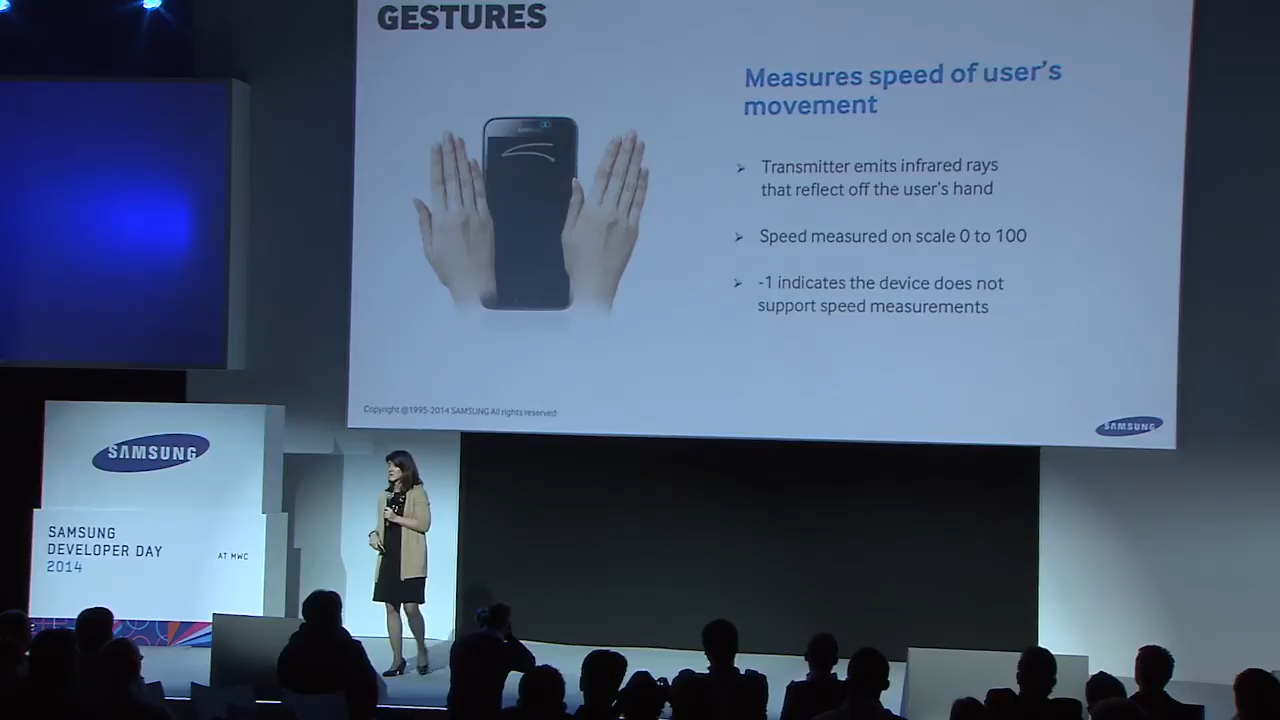 GESTURES
Measures speed of user's
movement
➤ Transmitter emits infrared rays
that reflect off the user's hand
➤ Speed measured on scale 0 to 100
➤ -1 indicates the device does not
support speed measurements
SAMSUNG
Copyright @1995-2014 SAMSUNG All rights reserved
SAMSUNG
SAMSUNG
SAMSUNG
DEVELOPER DAY
2014
AT MWC